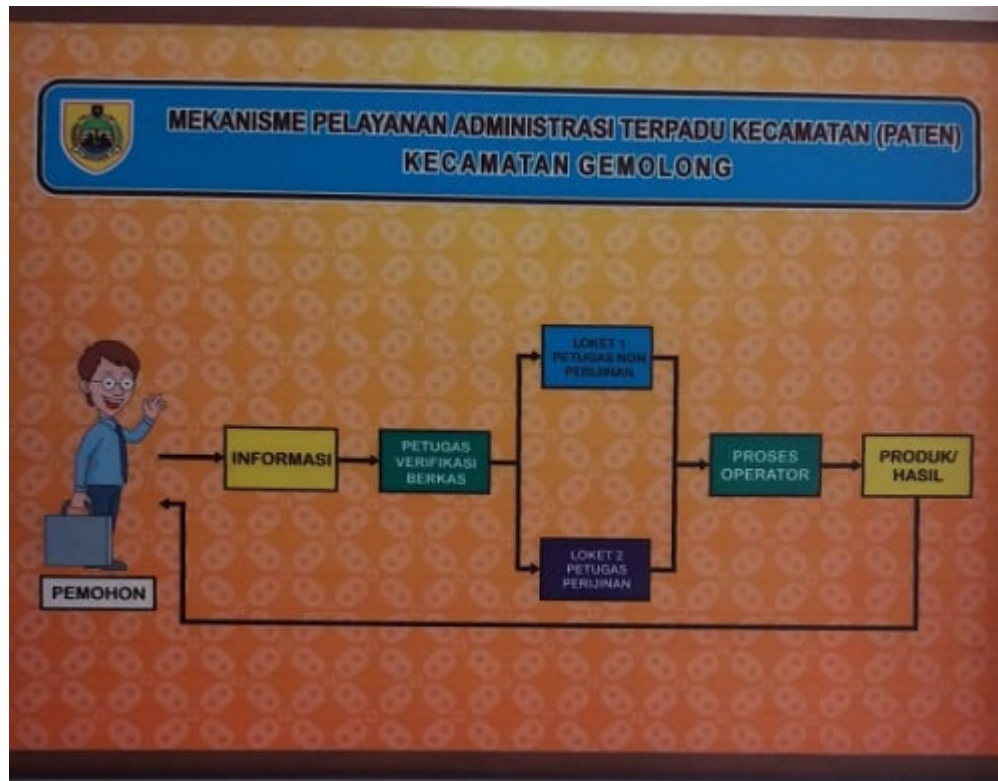 MEKANISME PELAYANAN ADMINISTRASI TERPADU KECAMATAN (PATEN)
KECAMATAN GEMOLONG
PEMOHON
INFORMASI
PETUGAS
VERIFIKASI
BERKAS
LOKET 1
PETUGAS NON
PERIJINAN
LOKET 2
PETUGAS
PERIJINAN
PROSES
OPERATOR
PRODUK/
HASIL